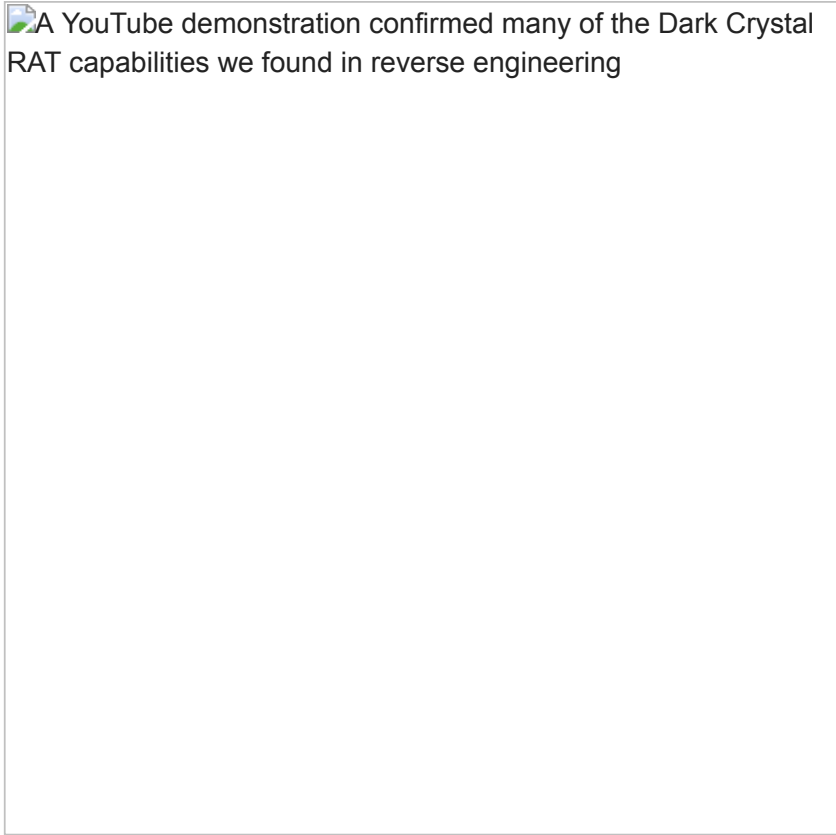 A YouTube demonstration confirmed many of the Dark Crystal
RAT capabilities we found in reverse engineering